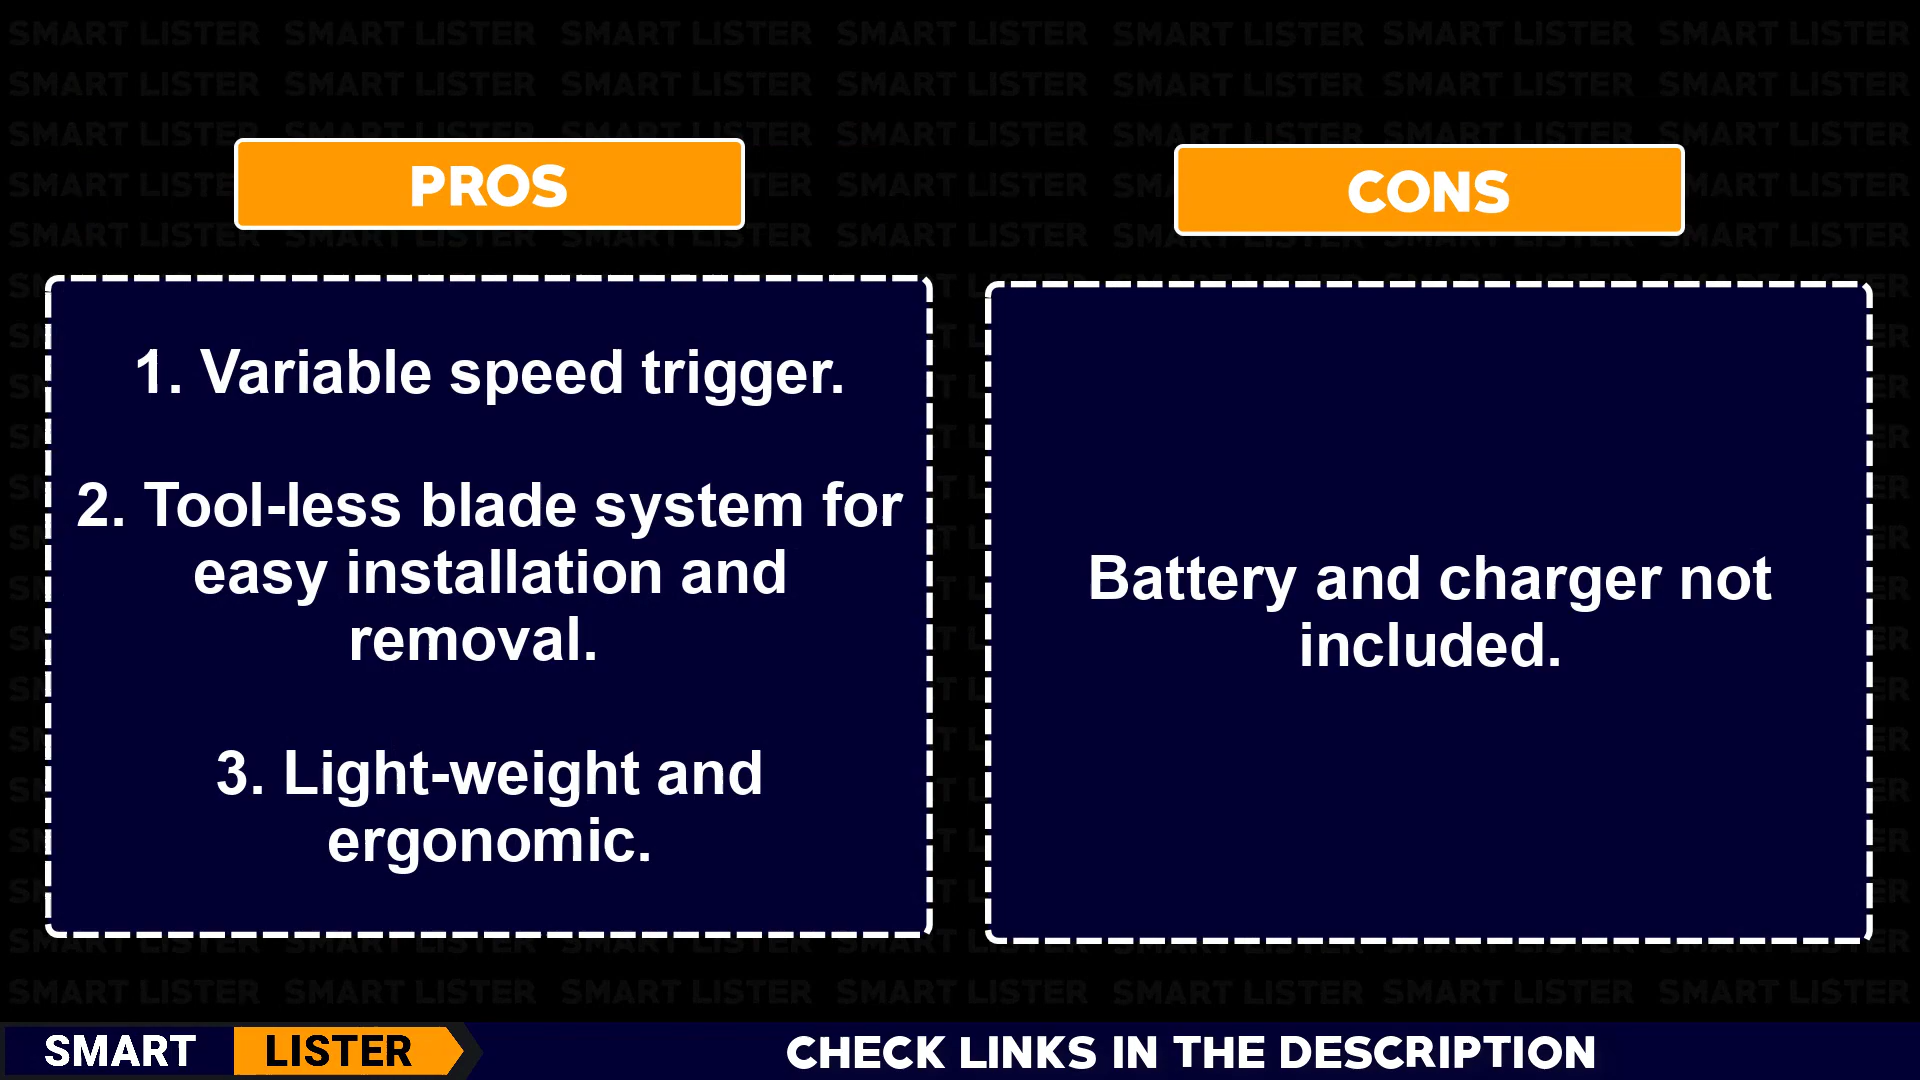 PROS
1. Variable speed trigger.
2. Tool-less blade system for
easy installation and
removal.
3. Light-weight and
ergonomic.
CONS
Battery and charger not
included.
SMART LISTER
CHECK LINKS IN THE DESCRIPTION